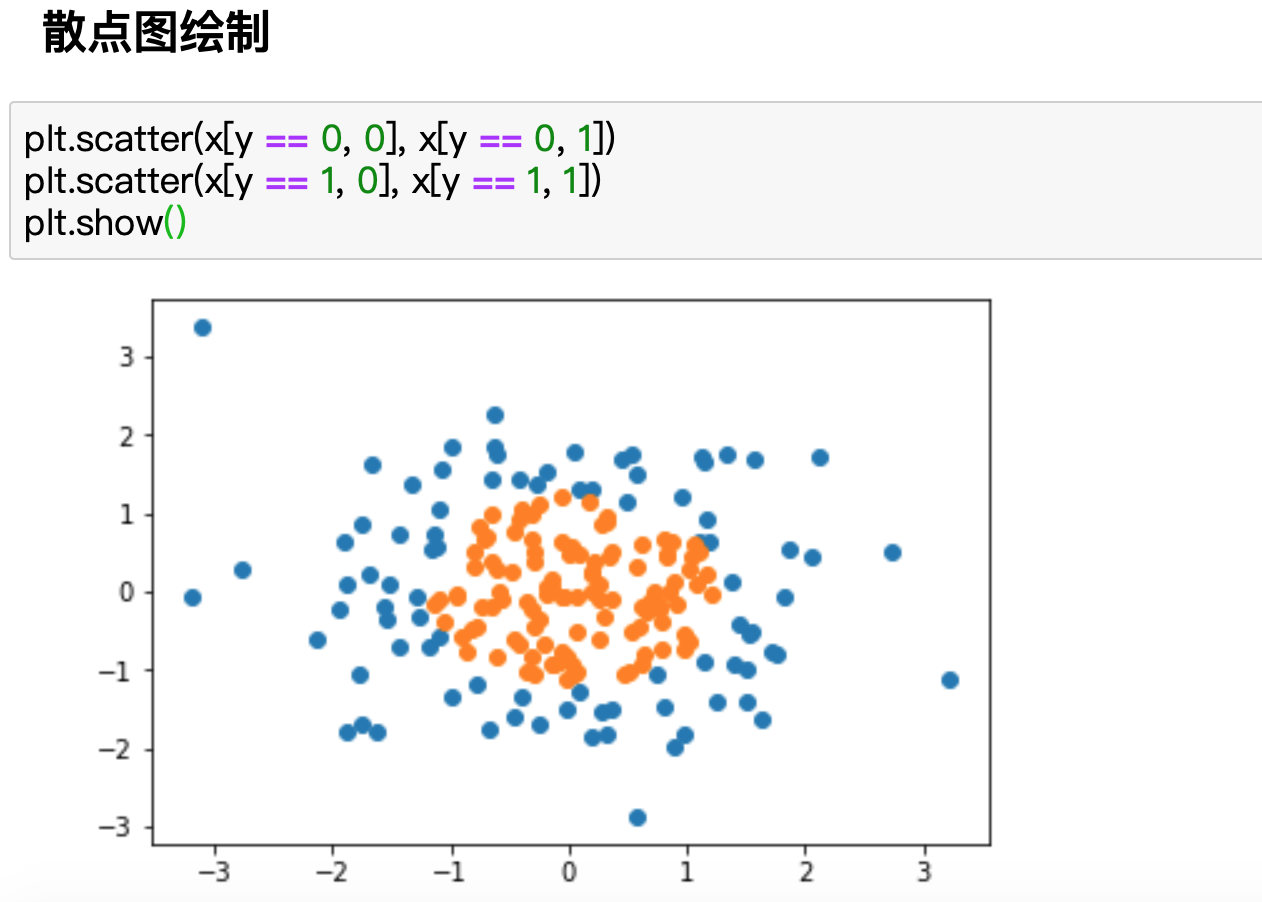 散点图绘制
plt.scatter(x[y == 0, 0], x[y == 0, 1])
plt.scatter(x[y == 1, 0], x[y == 1, 1])
plt.show()
3
2
1
0
−1
−2
−3
−3 −2 −1 0 1 2 3